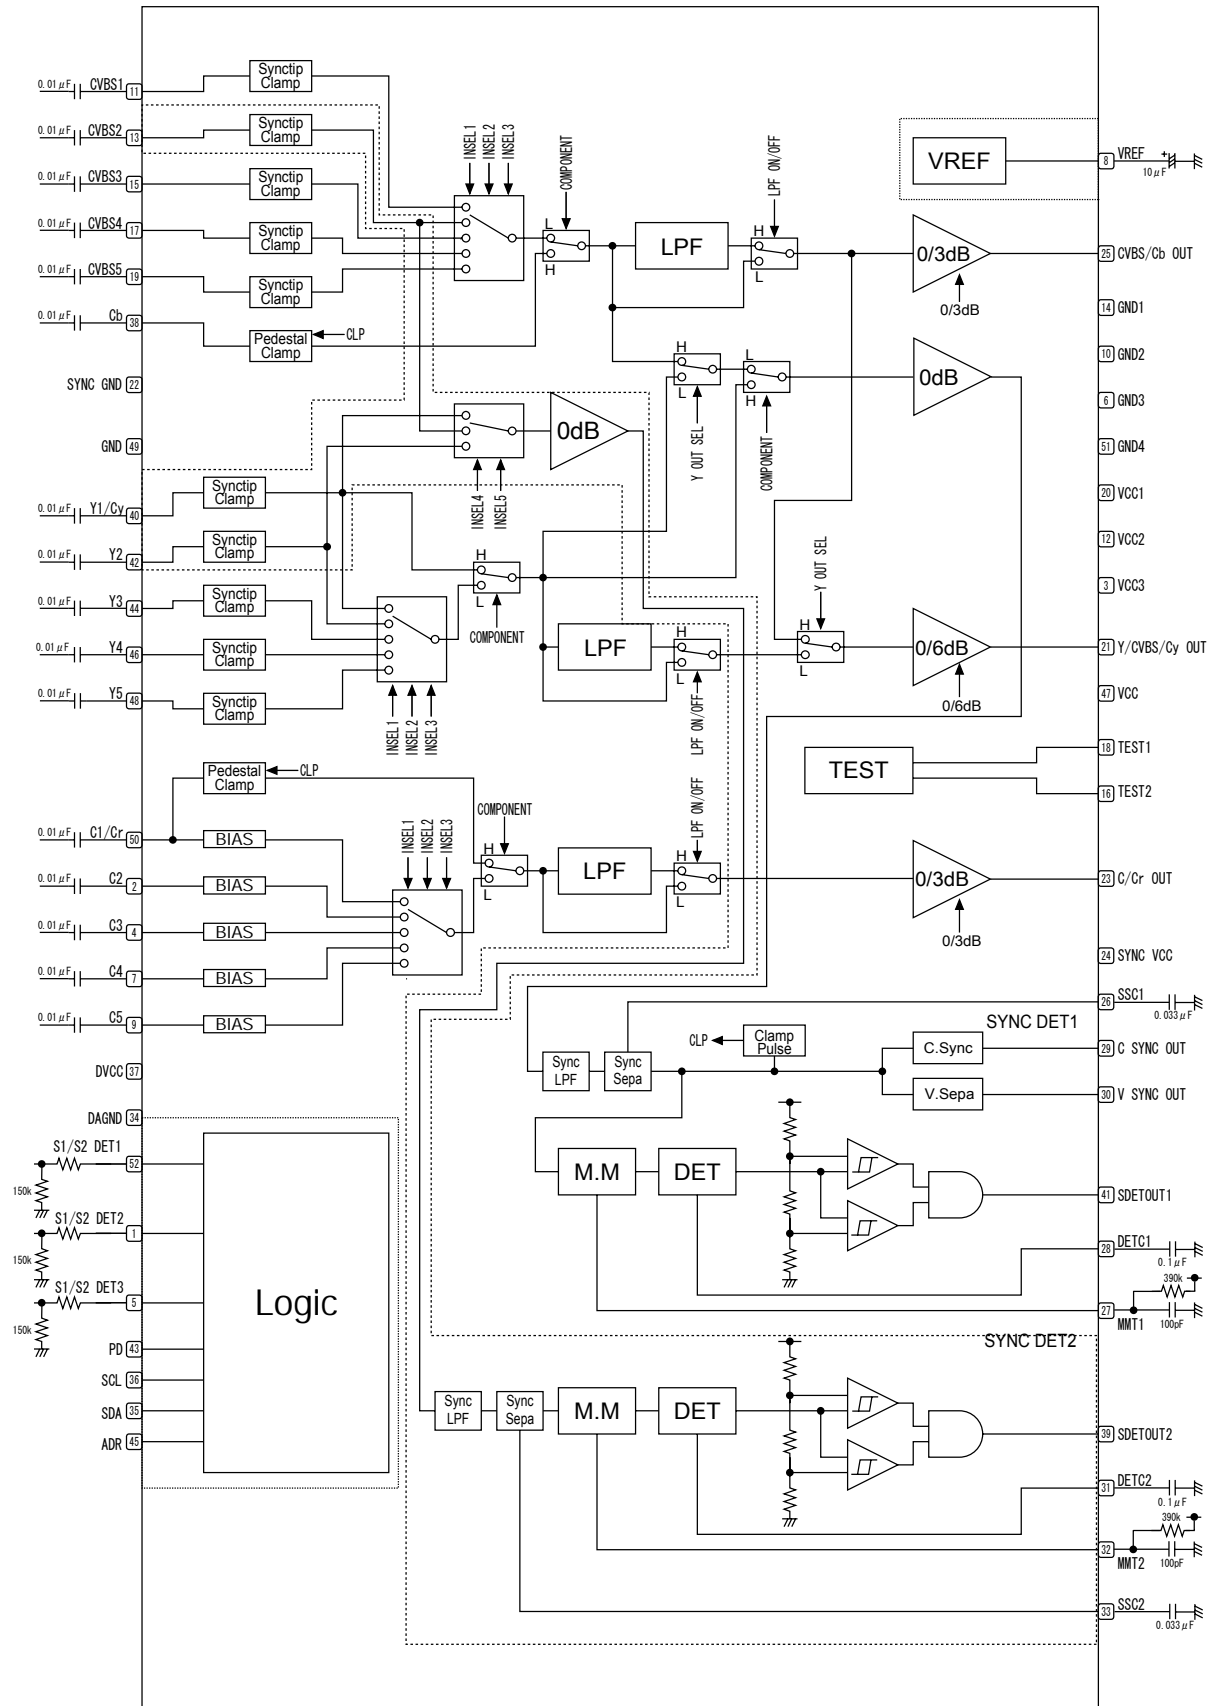 0.01μF CVBS1 11 Synctip Clamp
0.01μF CVBS2 13 Synctip Clamp
0.01μF CVBS3 15 Synctip Clamp
0.01μF CVBS4 17 Synctip Clamp
0.01μF CVBS5 19 Synctip Clamp
0.01μF Cb 38 Pedestal Clamp CLP
SYNC GND 22
GND 49
0.01μF Y1/Cy 40 Synctip Clamp
0.01μF Y2 42 Synctip Clamp
0.01μF Y3 44 Synctip Clamp
0.01μF Y4 46 Synctip Clamp
0.01μF Y5 48 Synctip Clamp
Pedestal Clamp CLP
0.01μF C1/Cr 50 BIAS
0.01μF C2 2 BIAS
0.01μF C3 4 BIAS
0.01μF C4 7 BIAS
0.01μF C5 9 BIAS
DVCC 37
DAGND 34
S1/S2 DET1 52
150k
S1/S2 DET2 1
150k
S1/S2 DET3 5
150k
PD 43
SCL 36
SDA 35
ADR 45
Logic
INSEL1
INSEL2
INSEL3
COMPONENT
L
H
LPF
LPF ON/OFF
H
L
0/3dB
0/3dB
INSEL4
INSEL5
0dB
H
L
Y OUT SEL
L
H
COMPONENT
0dB
INSEL1
INSEL2
INSEL3
H
L
COMPONENT
LPF
H
L
LPF ON/OFF
Y OUT SEL
H
L
0/6dB
0/6dB
INSEL1
INSEL2
INSEL3
COMPONENT
H
L
LPF
LPF ON/OFF
H
L
0/3dB
0/3dB
VREF
TEST
8 VREF + 10μF
25 CVBS/Cb OUT
14 GND1
10 GND2
6 GND3
51 GND4
20 VCC1
12 VCC2
3 VCC3
21 Y/CVBS/Cy OUT
47 VCC
18 TEST1
16 TEST2
23 C/Cr OUT
24 SYNC VCC
26 SSC1 0.033μF
SYNC DET1
CLP Clamp Pulse
Sync LPF
Sync Sepa
C.Sync
29 C SYNC OUT
V.Sepa
30 V SYNC OUT
M.M
DET
41 SDETOUT1
28 DETC1 0.1μF
390k
27 MMT1 100pF
SYNC DET2
Sync LPF
Sync Sepa
M.M
DET
39 SDETOUT2
31 DETC2 0.1μF
390k
32 MMT2 100pF
33 SSC2 0.033μF